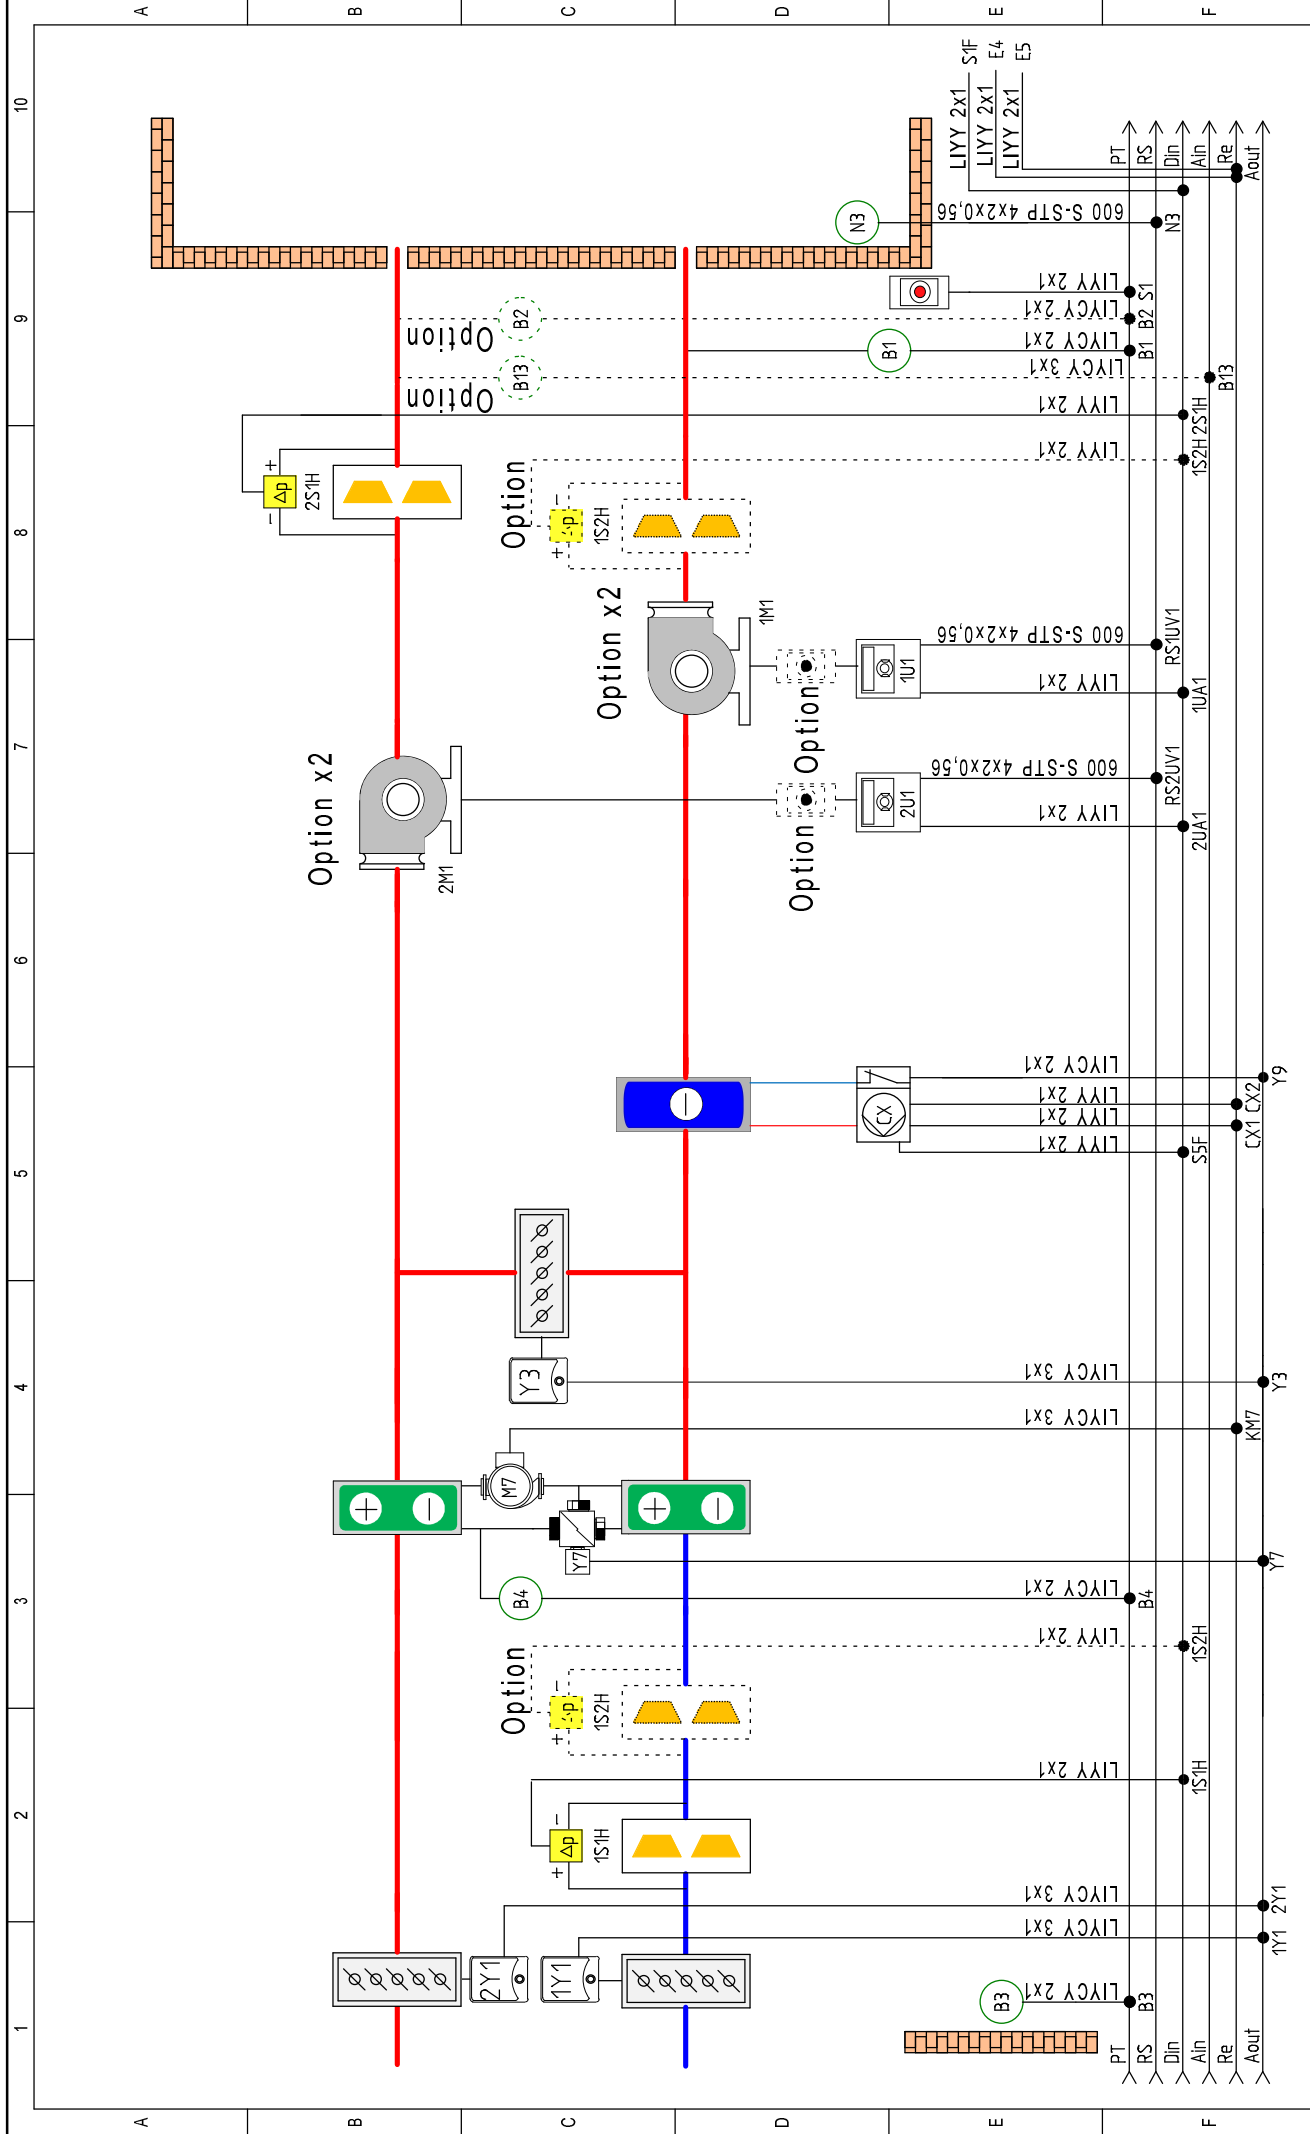 A
B
C
D
E
F
10
9
8
7
6
5
4
3
2
1
S1F
E4
E5
LIYY 2x1
LIYY 2x1
LIYY 2x1
PT
RS
Din
Ain
Re
Aout
N3
600 S-STP 4x2x0,56
N3
LIYY 2x1
S1
Option
B2
LIYCY 2x1
B2
B1
LIYCY 2x1
B1
Option
B13
LIYCY 3x1
B13
LIYY 2x1
2S1H
+
Δp
-
2S1H
Option
LIYY 2x1
1S2H
-
Δp
+
1S2H
Option x2
1M1
Option
1U1
600 S-STP 4x2x0,56
RS1UV1
LIYY 2x1
1UA1
Option x2
2M1
Option
2U1
600 S-STP 4x2x0,56
RS2UV1
LIYY 2x1
2UA1
CX
LIYCY 2x1
Y9
LIYY 2x1
CX2
LIYY 2x1
CX1
LIYY 2x1
S5F
Y3
LIYCY 3x1
Y3
M7
LIYCY 3x1
KM7
Y7
Y7
B4
LIYCY 2x1
B4
Option
LIYY 2x1
1S2H
-
Δp
+
1S2H
LIYY 2x1
1S1H
-
Δp
+
1S1H
2Y1
LIYCY 3x1
2Y1
1Y1
LIYCY 3x1
1Y1
B3
LIYCY 2x1
B3
PT
RS
Din
Ain
Re
Aout
A
B
C
D
E
F